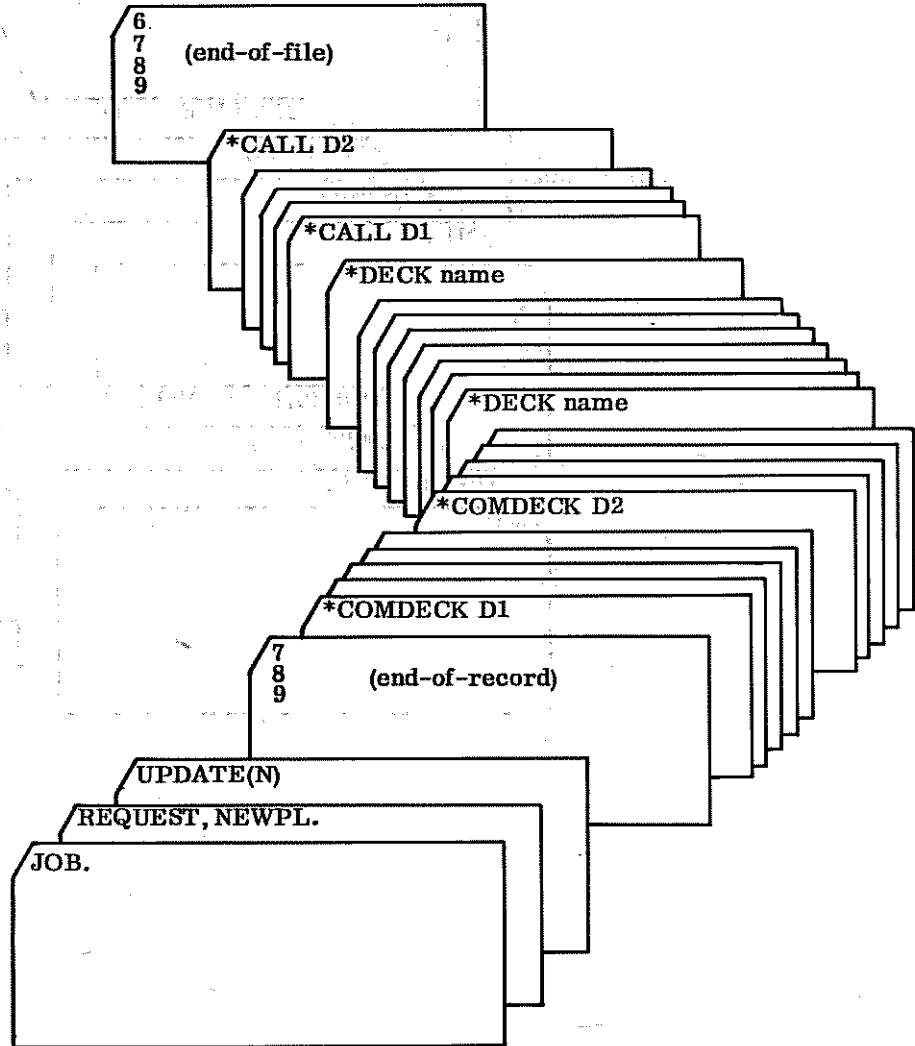 6
7
8
9
(end-of-file)
*CALL D2
*CALL D1
*DECK name
*DECK name
*COMDECK D2
*COMDECK D1
7
8
9
(end-of-record)
UPDATE(N)
REQUEST, NEWPL.
JOB.